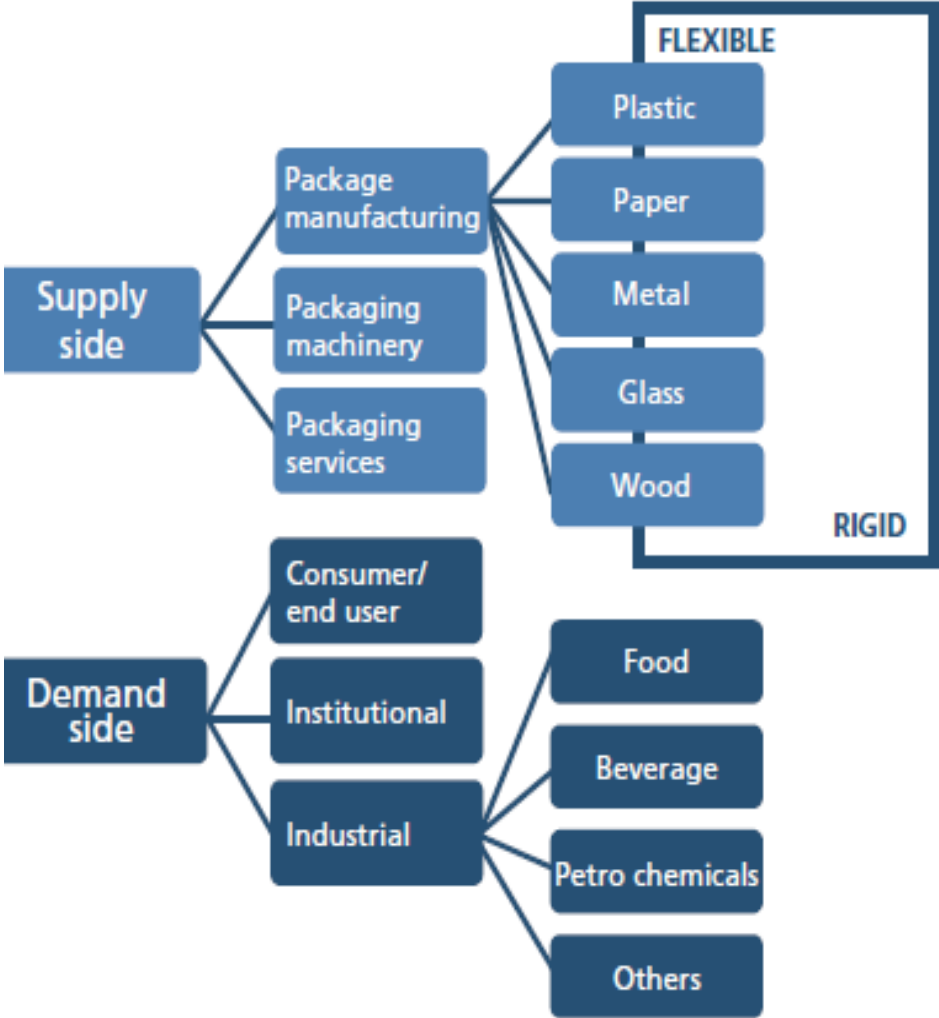 FLEXIBLE
Plastic
Package
manufacturing
Paper
Supply
side
Metal
Packaging
machinery
Glass
Packaging
services
Wood
RIGID
Consumer/
end user
Food
Demand
side
Institutional
Beverage
Industrial
Petro chemicals
Others